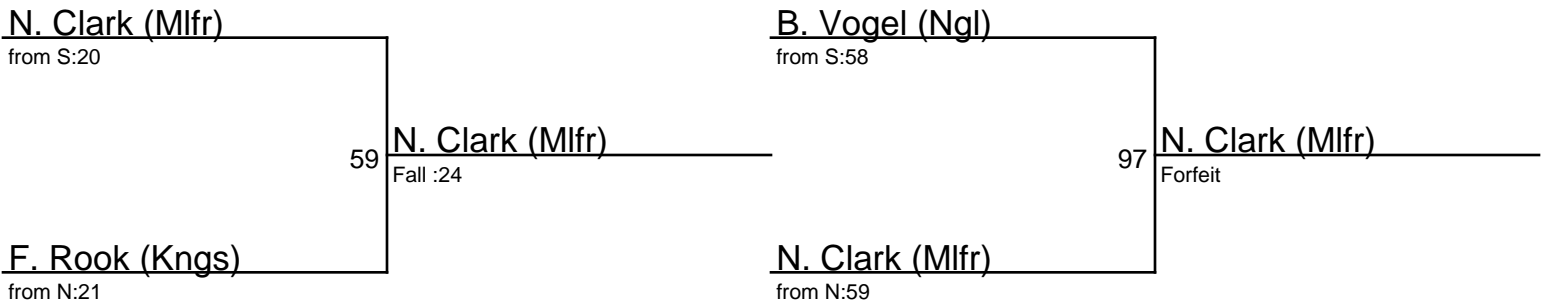 N. Clark (Mlfr)
from S:20
59
N. Clark (Mlfr)
Fall :24
F. Rook (Kngs)
from N:21
B. Vogel (Ngl)
from S:58
97
N. Clark (Mlfr)
Forfeit
N. Clark (Mlfr)
from N:59